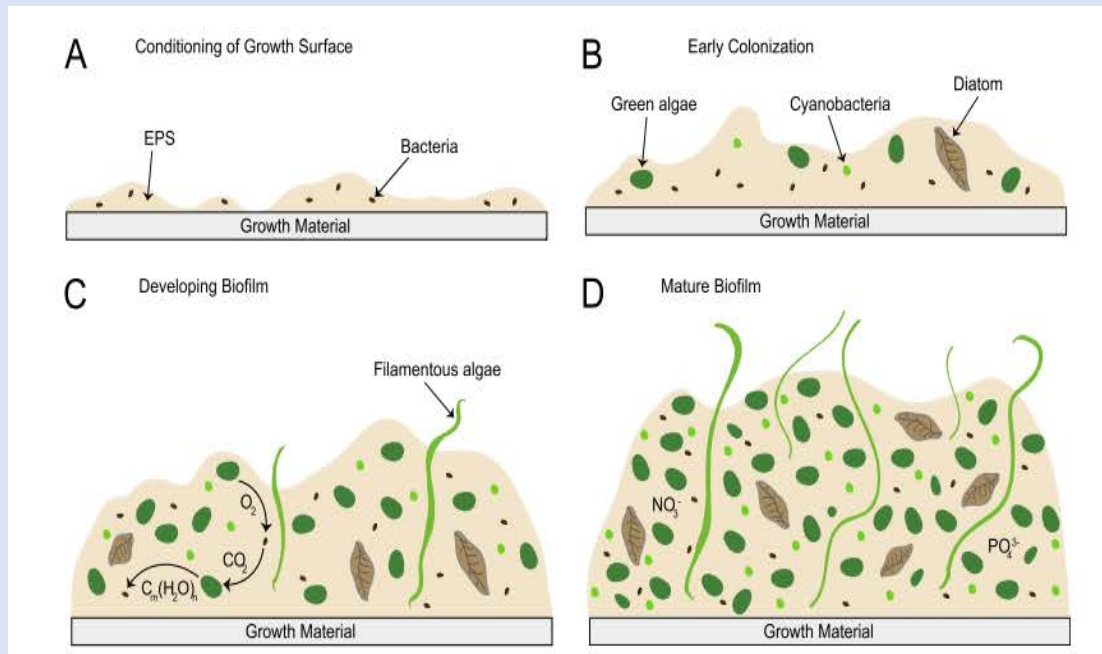 A
Conditioning of Growth Surface
EPS
Bacteria
Growth Material
B
Early Colonization
Green algae
Cyanobacteria
Diatom
Growth Material
C
Developing Biofilm
Filamentous algae
O₂
CO₂
Cₘ(H₂O)ₙ
Growth Material
D
Mature Biofilm
NO₃⁻
PO₄³⁻
Growth Material